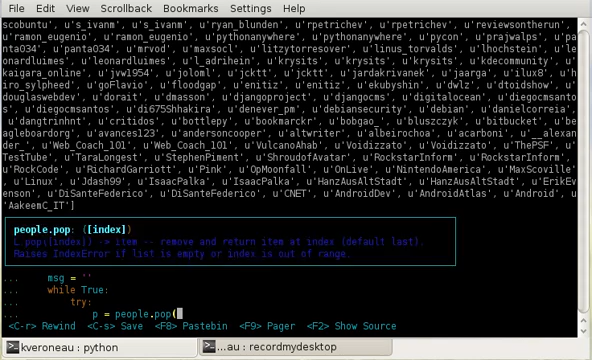 File Edit View Scrollback Bookmarks Settings Help
scobuntu', u's_ivanm', u's_ivanm', u'ryan_blunden', u'rpetrichev', u'rpetrichev', u'reviewsontherun',
u'ramon_eugenio', u'ramon_eugenio', u'pythonanywhere', u'pythonanywhere', u'pycon', u'prajwalps', u'pa
nta034', u'panta034', u'mrvod', u'maxsocl', u'litzytorresover', u'linus_torvalds', u'lhochstein', u'le
onardluimes', u'leonardluimes', u'l_adrihein', u'krysits', u'krysits', u'krysits', u'kdecommunity', u'
kaigara_online', u'jvw1954', u'joloml', u'jcktt', u'jcktt', u'jardakrivanek', u'jaarga', u'ilux8', u'h
iro_sylpheed', u'goFlavio', u'floodgap', u'enitiz', u'enitiz', u'ekubyshin', u'dwlz', u'dtoidshow', u'
douglaswebdev', u'dorait', u'dmasson', u'djangoproject', u'djangocms', u'digitalocean', u'diegocmsanto
s', u'diegocmsantos', u'di675Shhakira', u'denever_pm', u'debiansecurity', u'debian', u'danielcorreia',
u'dangtrinhnt', u'critidos', u'bottlepy', u'bookmarckr', u'bobgao_', u'bluszczyk', u'bitbucket', u'be
agleboardorg', u'avances123', u'andersoncooper', u'altwriter', u'albeirochoa', u'acarboni', u'__alexan
der_', u'Web_Coach_101', u'Web_Coach_101', u'VulcanoAhab', u'Voidizzato', u'Voidizzato', u'ThePSF', u'
TestTube', u'TaraLongest', u'StephenPiment', u'ShroudofAvatar', u'RockstarInform', u'RockstarInform',
u'RockCode', u'RichardGarriott', u'Pink', u'OpMoonfall', u'OnLive', u'NintendoAmerica', u'MaxScoville'
, u'Linux', u'Jdash99', u'IsaacPalka', u'IsaacPalka', u'HanzAusAltStadt', u'HanzAusAltStadt', u'ErikEv
enson', u'DiSanteFederico', u'DiSanteFederico', u'CNET', u'AndroidDev', u'AndroidAtlas', u'Android', u
'AakeemC_IT']
people.pop: ([index])
L.pop([index]) -> item -- remove and return item at index (default last).
Raises IndexError if list is empty or index is out of range.
... msg = ''
... while True:
... try:
... p = people.pop(
<C-r> Rewind <C-s> Save <F8> Pastebin <F9> Pager <F2> Show Source
kveroneau : python
...au : recordmydesktop